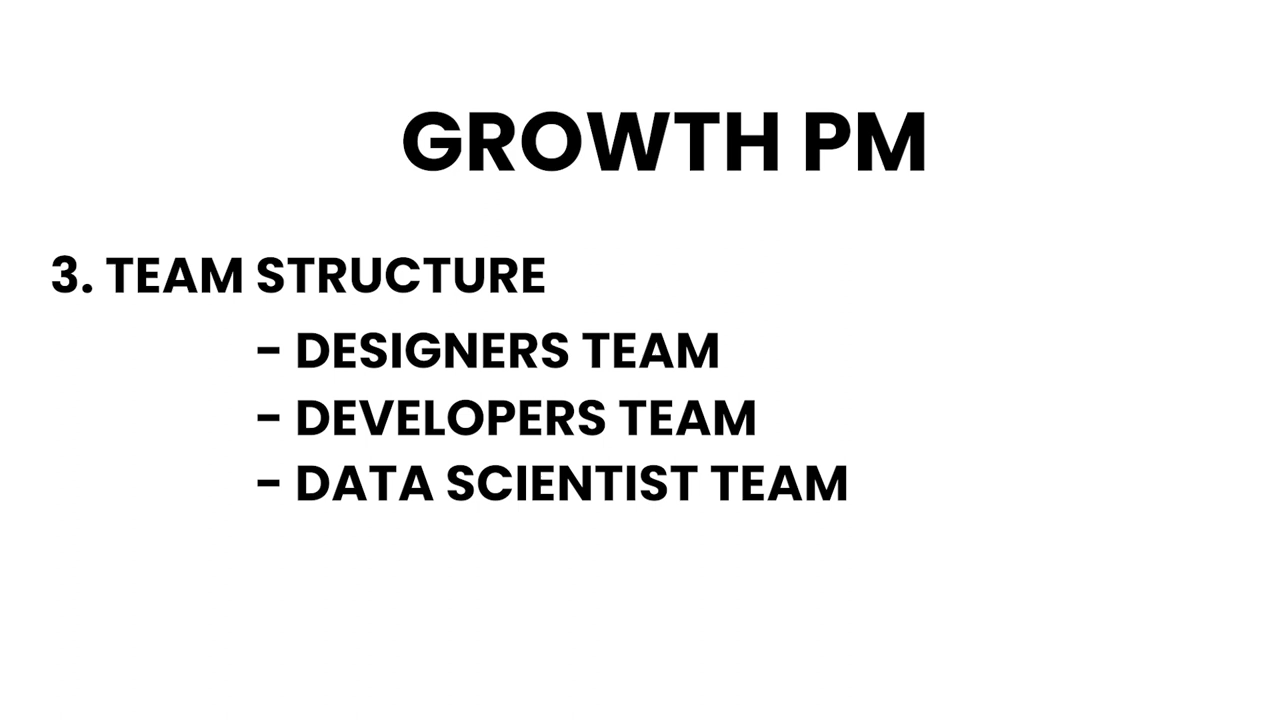 GROWTH PM
3. TEAM STRUCTURE
- DESIGNERS TEAM
- DEVELOPERS TEAM
- DATA SCIENTIST TEAM